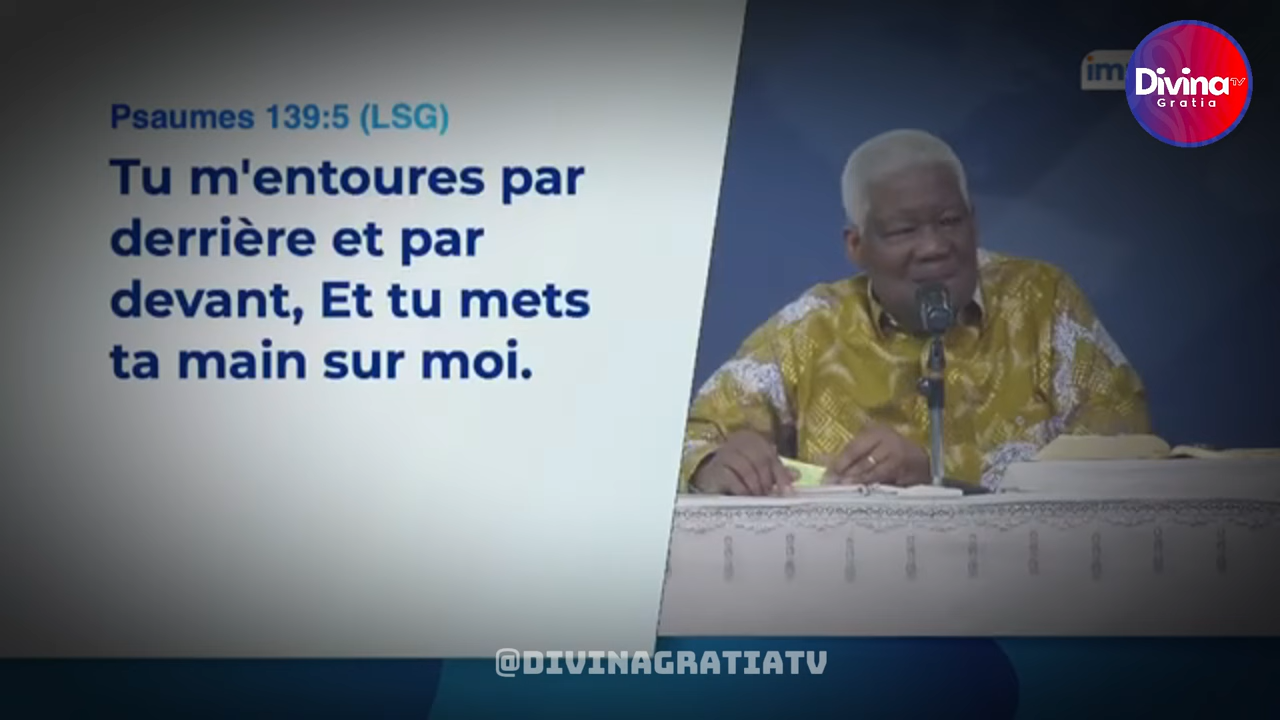 Psaumes 139:5 (LSG)
Tu m'entoures par
derrière et par
devant, Et tu mets
ta main sur moi.
Divina TV
Gratia
@DIVINAGRATIATV